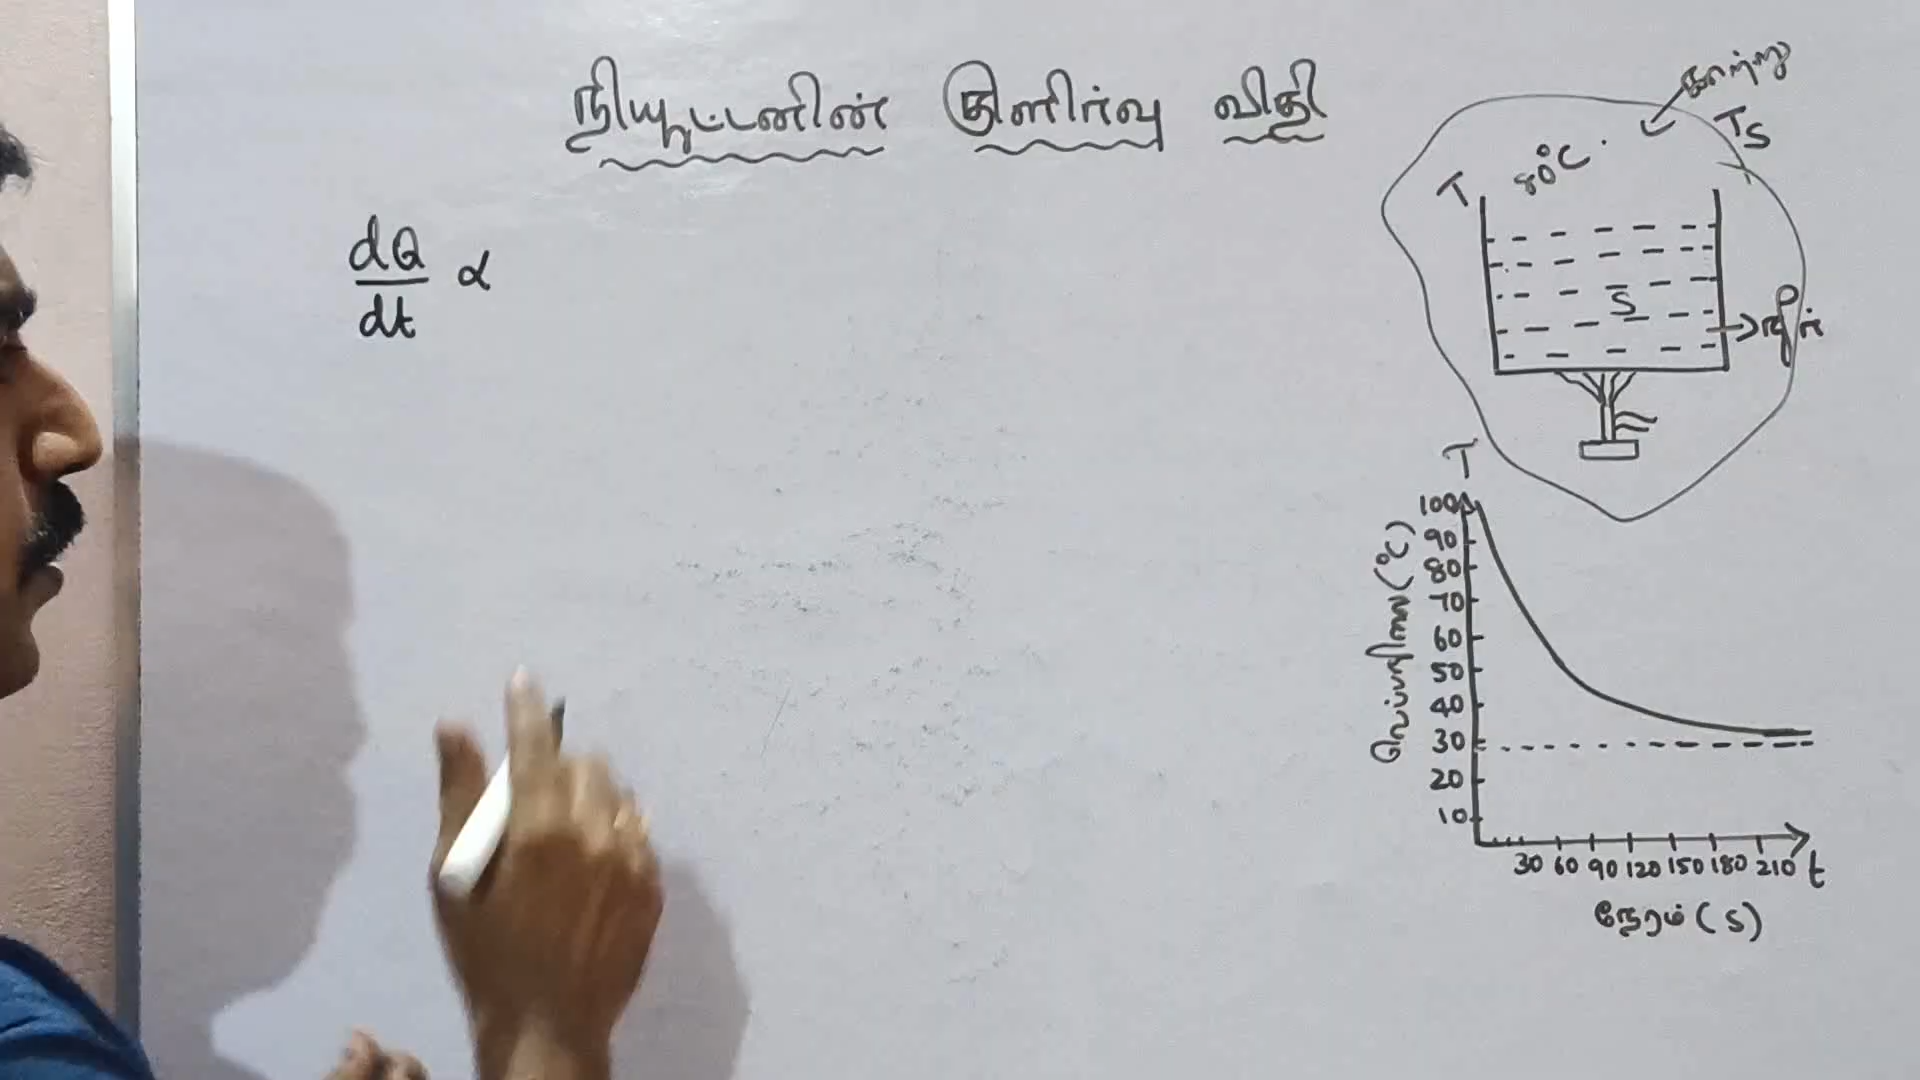 நியூட்டனின் குளிர்வு விதி
dQ/dt ∝
காற்று
Ts
T 80°C
S
நீர்
T
வெப்பநிலை (°C)
100
90
80
70
60
50
40
30
20
10
30 60 90 120 150 180 210 t
நேரம் (s)